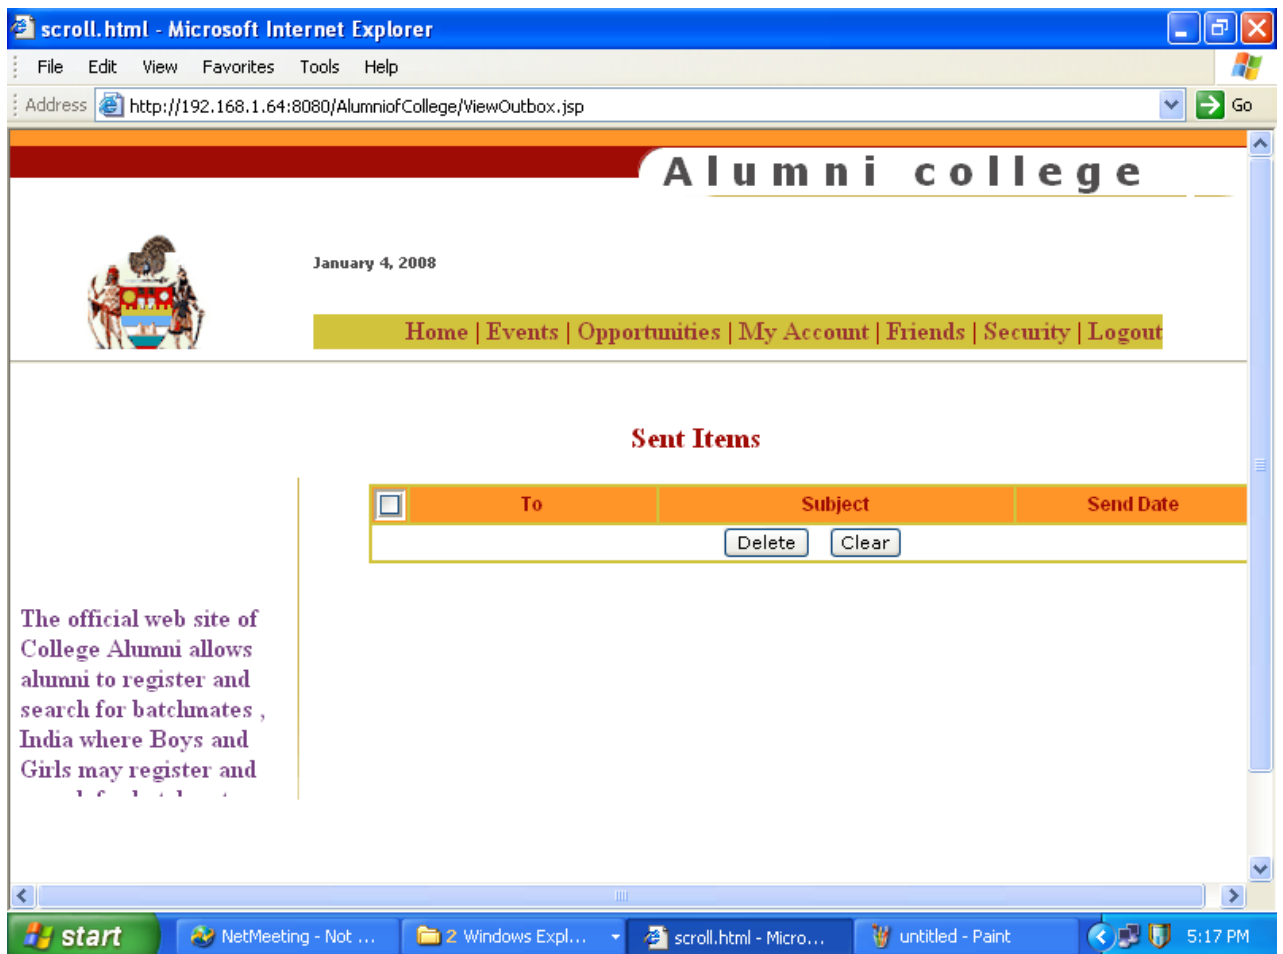 scroll.html - Microsoft Internet Explorer
File Edit View Favorites Tools Help
Address http://192.168.1.64:8080/AlumniofCollege/ViewOutbox.jsp Go
Alumni college
January 4, 2008
Home | Events | Opportunities | My Account | Friends | Security | Logout
Sent Items
To Subject Send Date
Delete Clear
The official web site of
College Alumni allows
alumni to register and
search for batchmates ,
India where Boys and
Girls may register and
start NetMeeting - Not ... 2 Windows Expl... scroll.html - Micro... untitled - Paint 5:17 PM